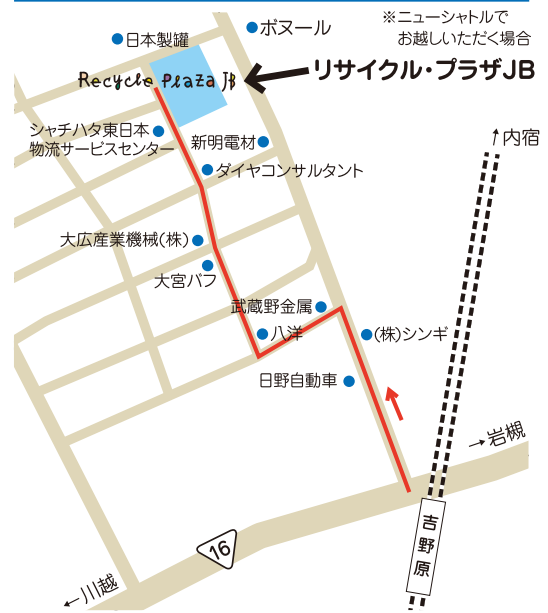 ※ニューシャトルで
お越しいただく場合
ポヌール
日本製罐
Recycle Plaza JB
リサイクル・プラザJB
シャチハタ東日本
物流サービスセンター
新明電材
ダイヤコンサルタント
↑内宿
大広産業機械(株)
大宮パフ
武蔵野金属
八洋
(株)シンギ
日野自動車
→岩槻
吉野原
16
←川越